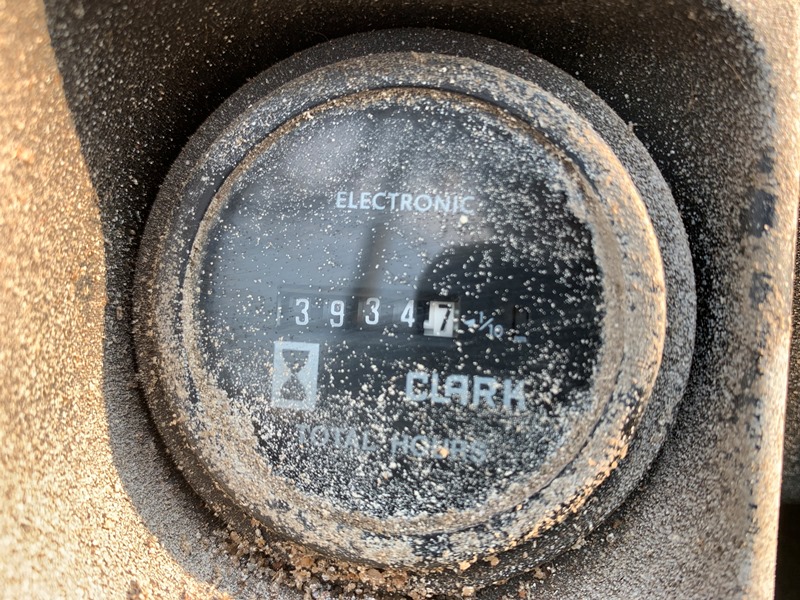 ELECTRONIC
39347 ◄1/10
CLARK
TOTAL HOURS